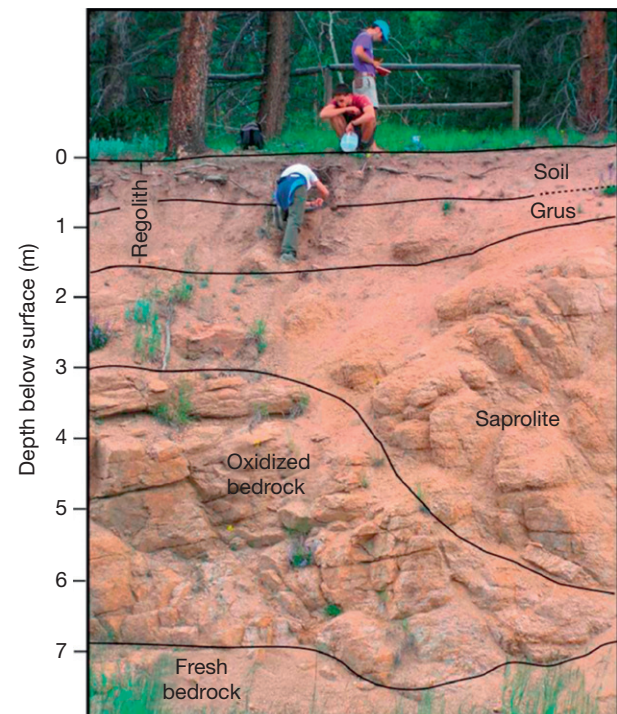 0
Soil
Regolith
Grus
1
Depth below surface (m)
2
3
Saprolite
4
Oxidized
bedrock
5
6
7
Fresh
bedrock